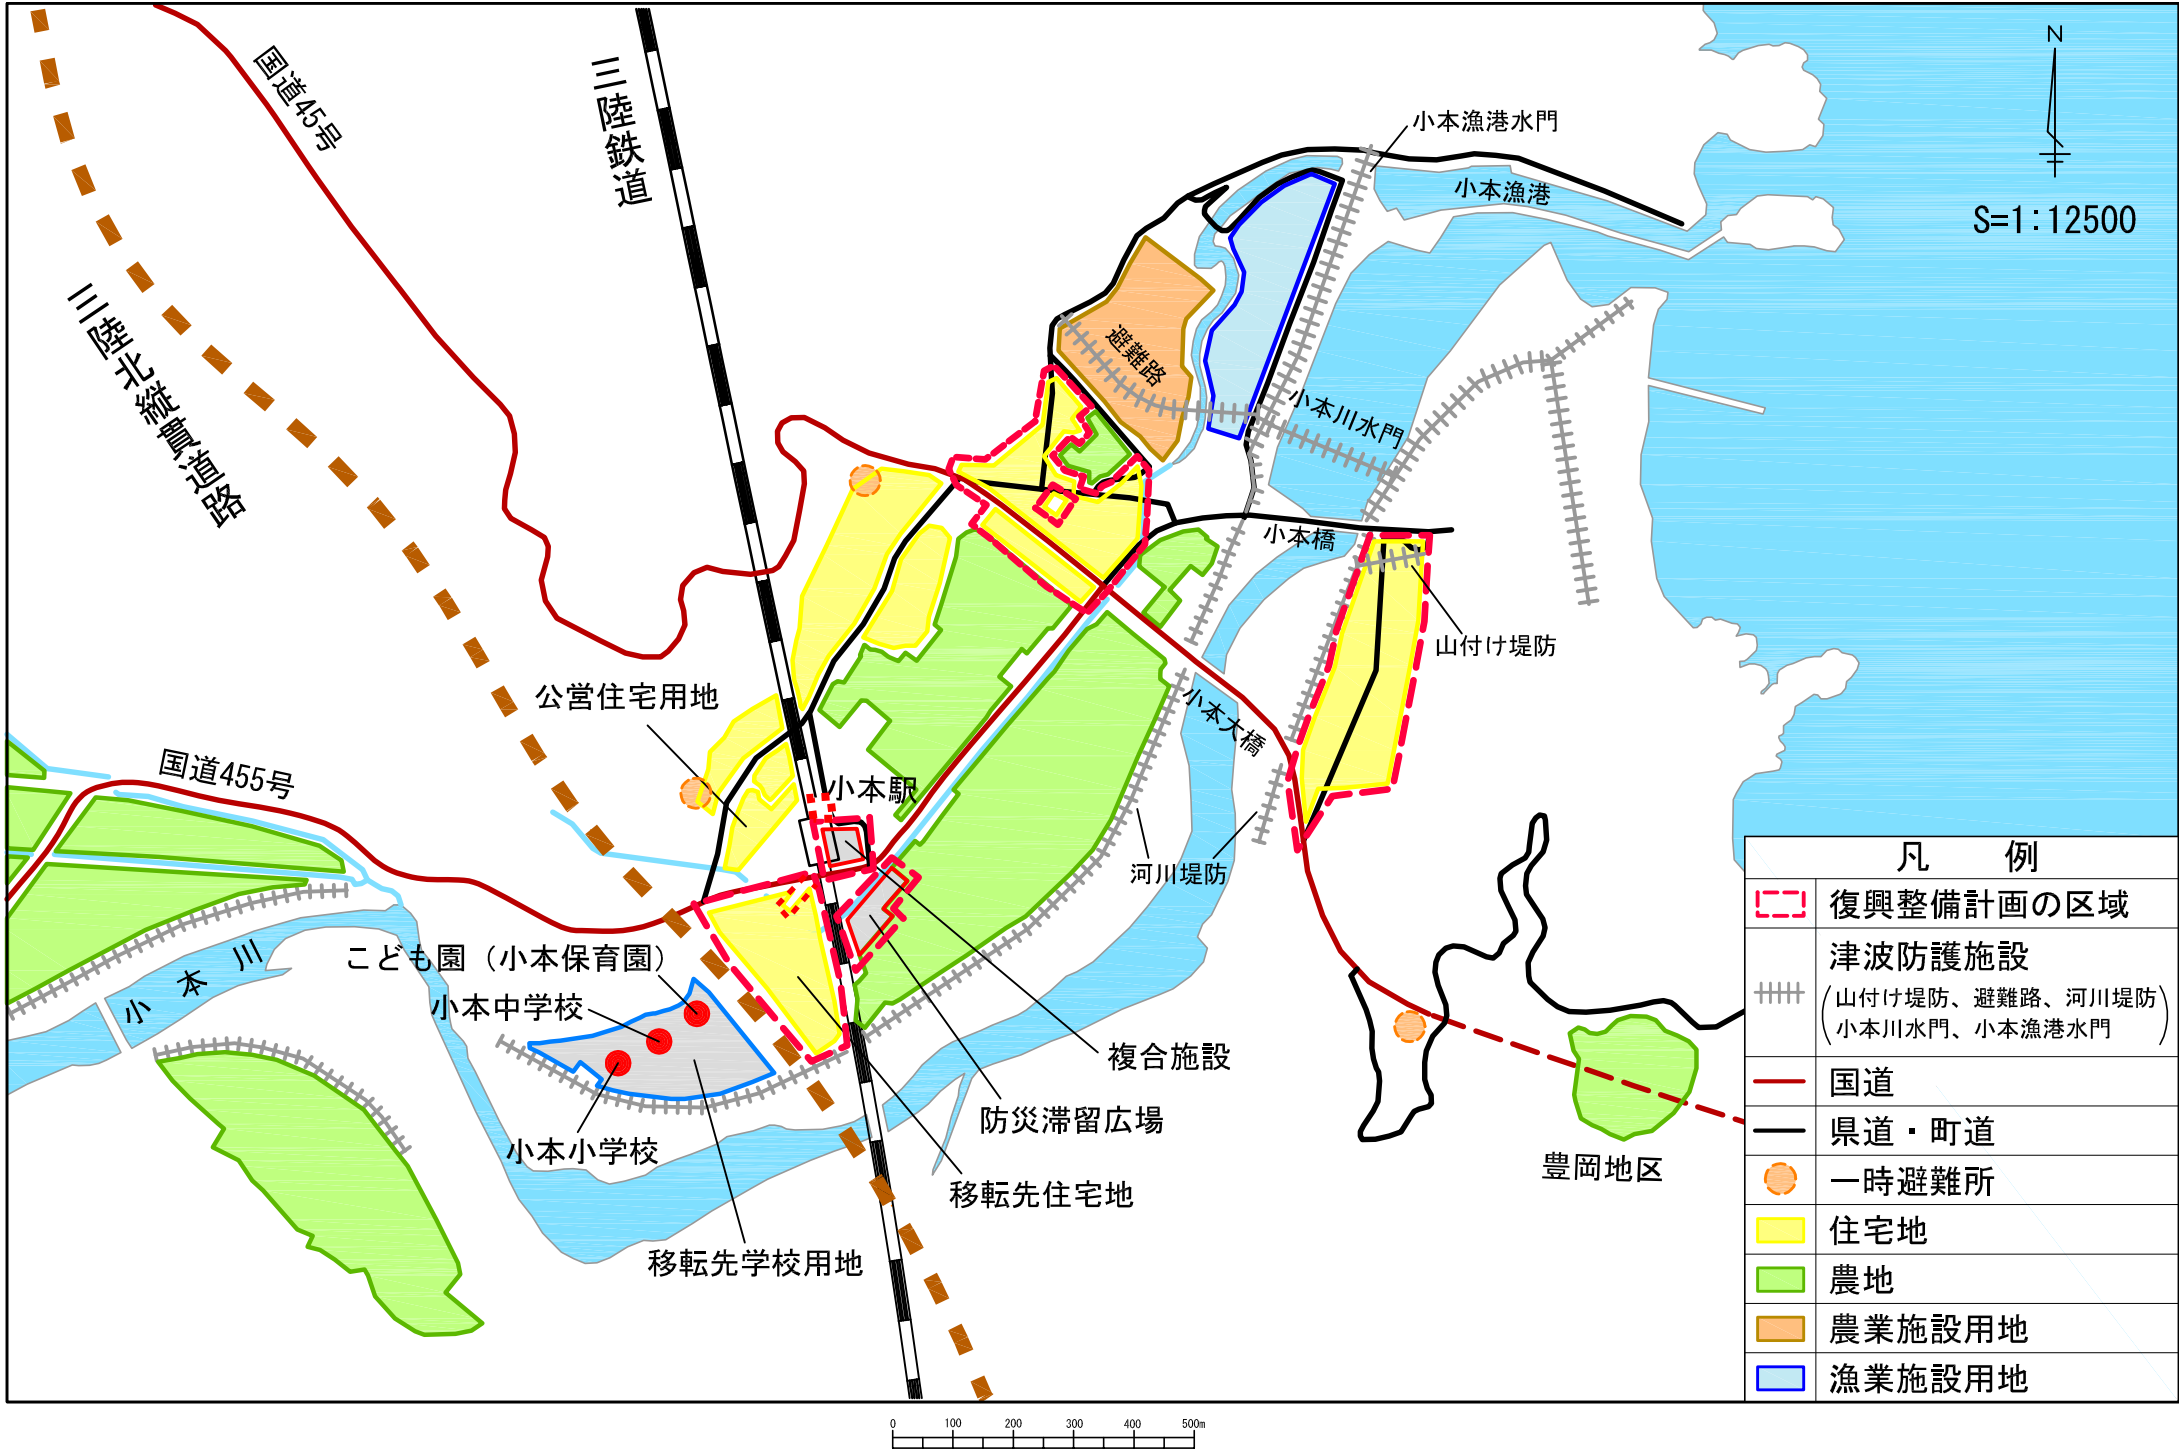 国道45号
三陸鉄道
小本漁港水門
N
小本漁港
S=1:12500
三陸北縦貫道路
避難路
小本川水門
小本橋
山付け堤防
公営住宅用地
小本大橋
国道455号
小本駅
河川堤防
小本川
こども園（小本保育園）
小本中学校
複合施設
防災滞留広場
小本小学校
移転先住宅地
豊岡地区
移転先学校用地
凡　例
復興整備計画の区域
津波防護施設
(山付け堤防、避難路、河川堤防
小本川水門、小本漁港水門)
国道
県道・町道
一時避難所
住宅地
農地
農業施設用地
漁業施設用地
0 100 200 300 400 500m